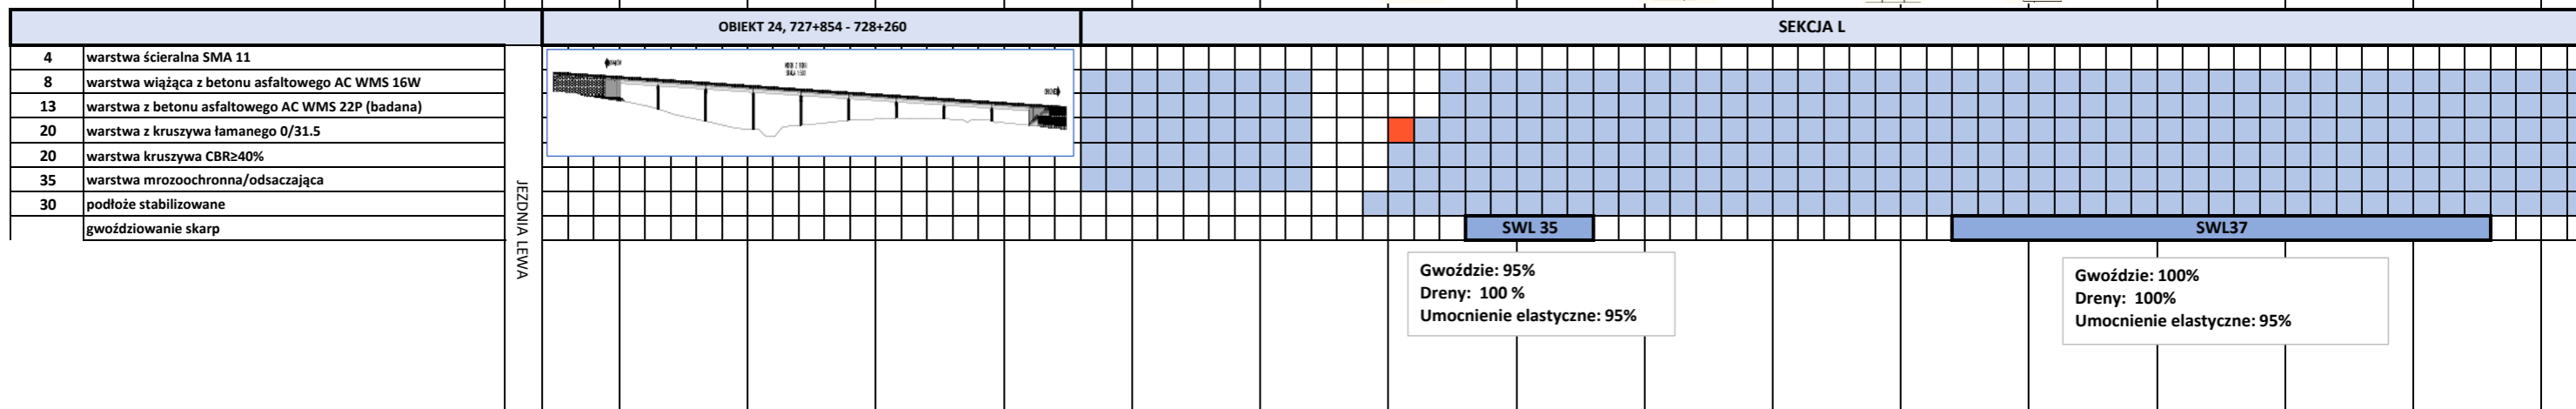 OBIEKT 24, 727+854 - 728+260
SEKCJA L
4 warstwa ścieralna SMA 11
8 warstwa wiążąca z betonu asfaltowego AC WMS 16W
13 warstwa z betonu asfaltowego AC WMS 22P (badana)
20 warstwa z kruszywa łamanego 0/31.5
20 warstwa kruszywa CBR≥40%
35 warstwa mrozoochronna/odsaczająca
30 podłoże stabilizowane
gwoździowanie skarp
JEZDNIA LEWA
SWL 35
SWL37
Gwoździe: 95%
Dreny: 100 %
Umocnienie elastyczne: 95%
Gwoździe: 100%
Dreny: 100%
Umocnienie elastyczne: 95%